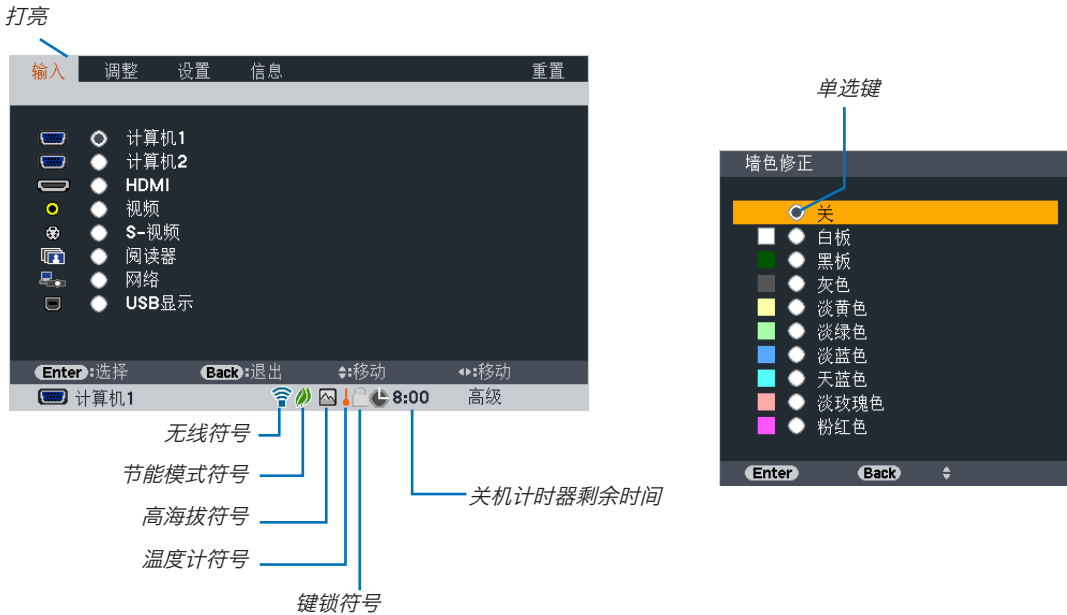 打亮
输入 调整 设置 信息 重置
计算机1
计算机2
HDMI
视频
S-视频
阅读器
网络
USB显示
Enter:选择 Back:退出 :移动 :移动
计算机1 8:00 高级
无线符号
节能模式符号
高海拔符号
温度计符号
键锁符号
关机计时器剩余时间
单选键
墙色修正
关
白板
黑板
灰色
淡黄色
淡绿色
淡蓝色
天蓝色
淡玫瑰色
粉红色
Enter Back